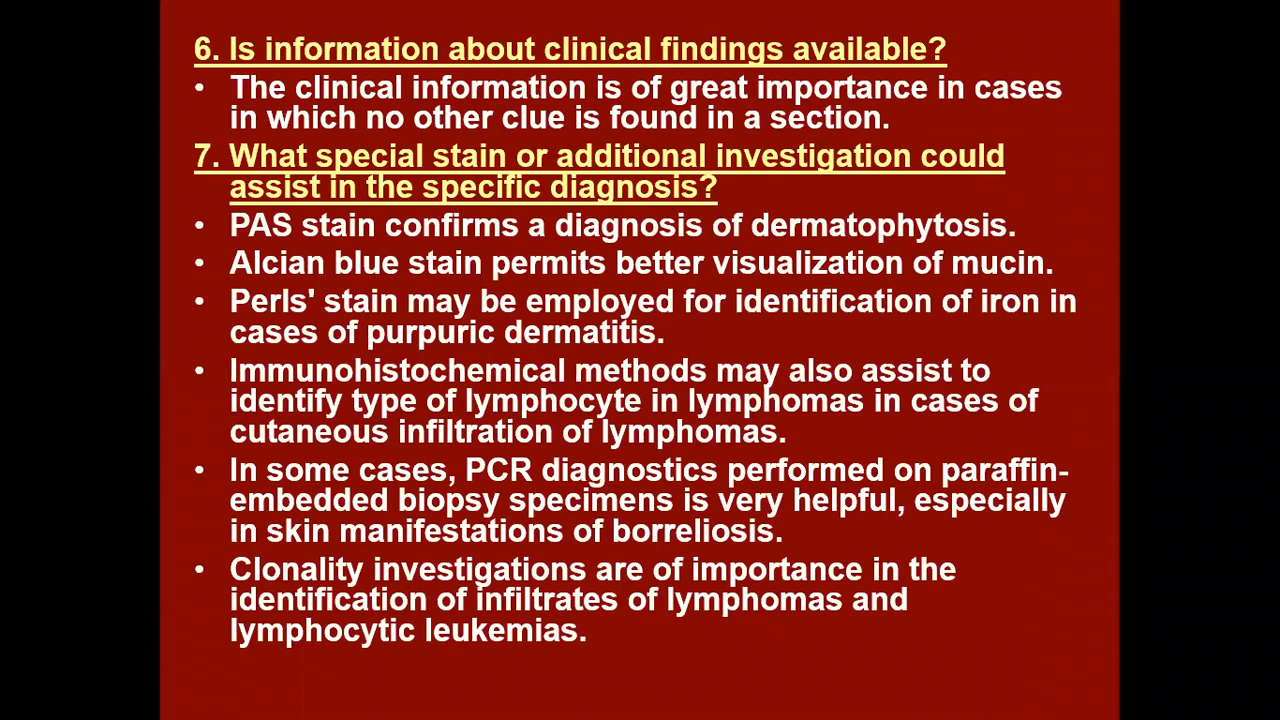 6. Is information about clinical findings available?
• The clinical information is of great importance in cases
in which no other clue is found in a section.
7. What special stain or additional investigation could
assist in the specific diagnosis?
• PAS stain confirms a diagnosis of dermatophytosis.
• Alcian blue stain permits better visualization of mucin.
• Perls' stain may be employed for identification of iron in
cases of purpuric dermatitis.
• Immunohistochemical methods may also assist to
identify type of lymphocyte in lymphomas in cases of
cutaneous infiltration of lymphomas.
• In some cases, PCR diagnostics performed on paraffin-
embedded biopsy specimens is very helpful, especially
in skin manifestations of borreliosis.
• Clonality investigations are of importance in the
identification of infiltrates of lymphomas and
lymphocytic leukemias.